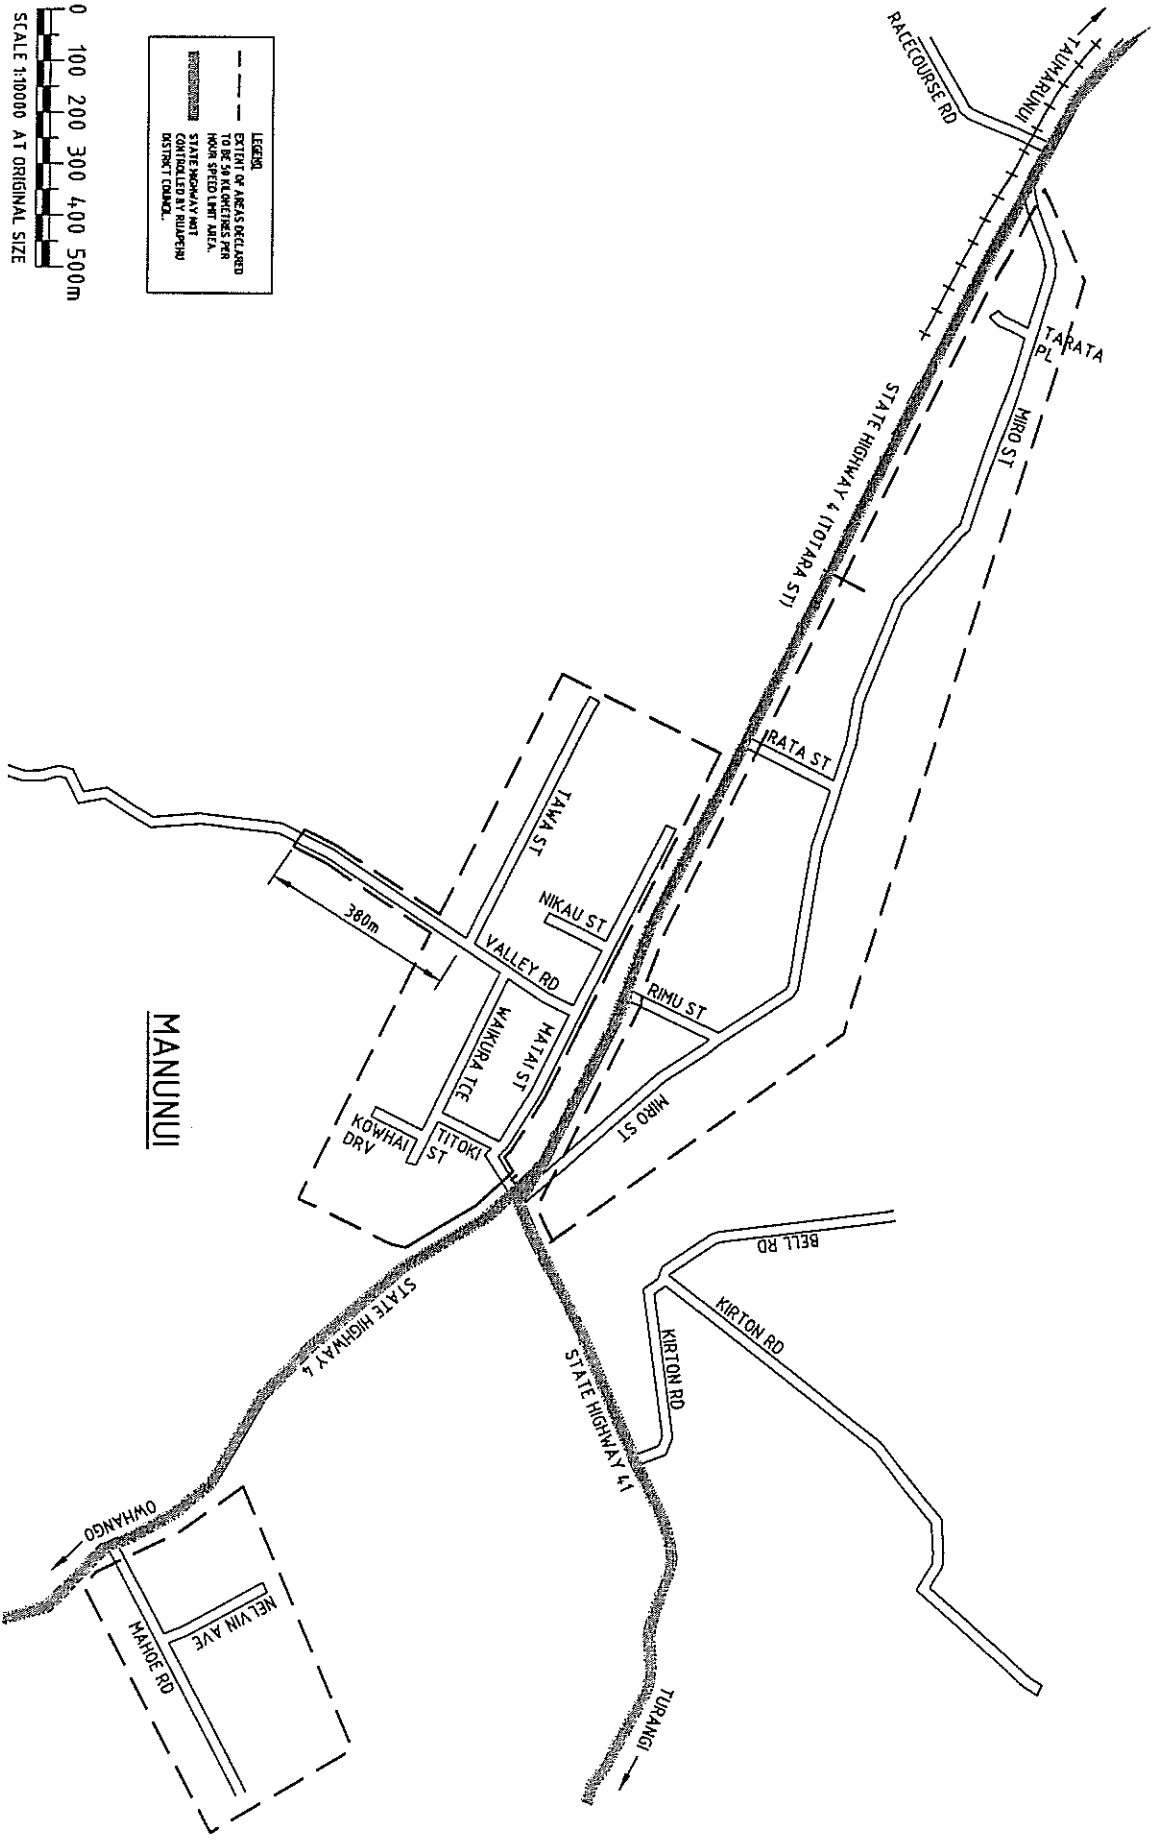 TAUMARUNUI
RACECOURSE RD
TARATA
PL
MIRO ST
STATE HIGHWAY 4 (TOTARA ST)
RATA ST
TAWA ST
NIKAU ST
VALLEY RD
RIMU ST
380m
WAIKURA TCE
MATAI ST
MIRO ST
KOWHAI
DRV
TITOKI
ST
MANUNUI
BELL RD
KIRTON RD
KIRTON RD
STATE HIGHWAY 4
STATE HIGHWAY 41
OWHANGO
NELVIN AVE
MAHOE RD
TURANGI
LEGEND
EXTENT OF AREAS DECLARED
TO BE 50 KILOMETRES PER
HOUR SPEED LIMIT AREA.
STATE HIGHWAY NOT
CONTROLLED BY RUAPEHU
DISTRICT COUNCIL.
0 100 200 300 400 500m
SCALE 1:10000 AT ORIGINAL SIZE